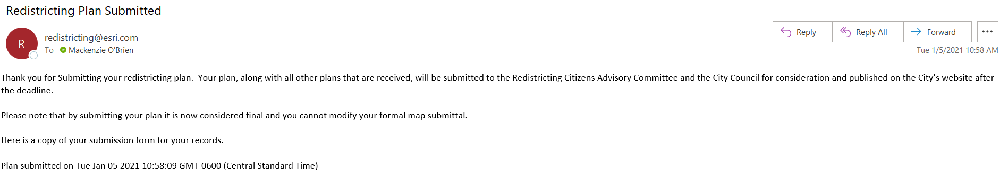 Redistricting Plan Submitted
R
redistricting@esri.com
To Mackenzie O'Brien
Reply Reply All Forward
Tue 1/5/2021 10:58 AM
Thank you for Submitting your redistricting plan.  Your plan, along with all other plans that are received, will be submitted to the Redistricting Citizens Advisory Committee and the City Council for consideration and published on the City’s website after
the deadline.
Please note that by submitting your plan it is now considered final and you cannot modify your formal map submittal.
Here is a copy of your submission form for your records.
Plan submitted on Tue Jan 05 2021 10:58:09 GMT-0600 (Central Standard Time)